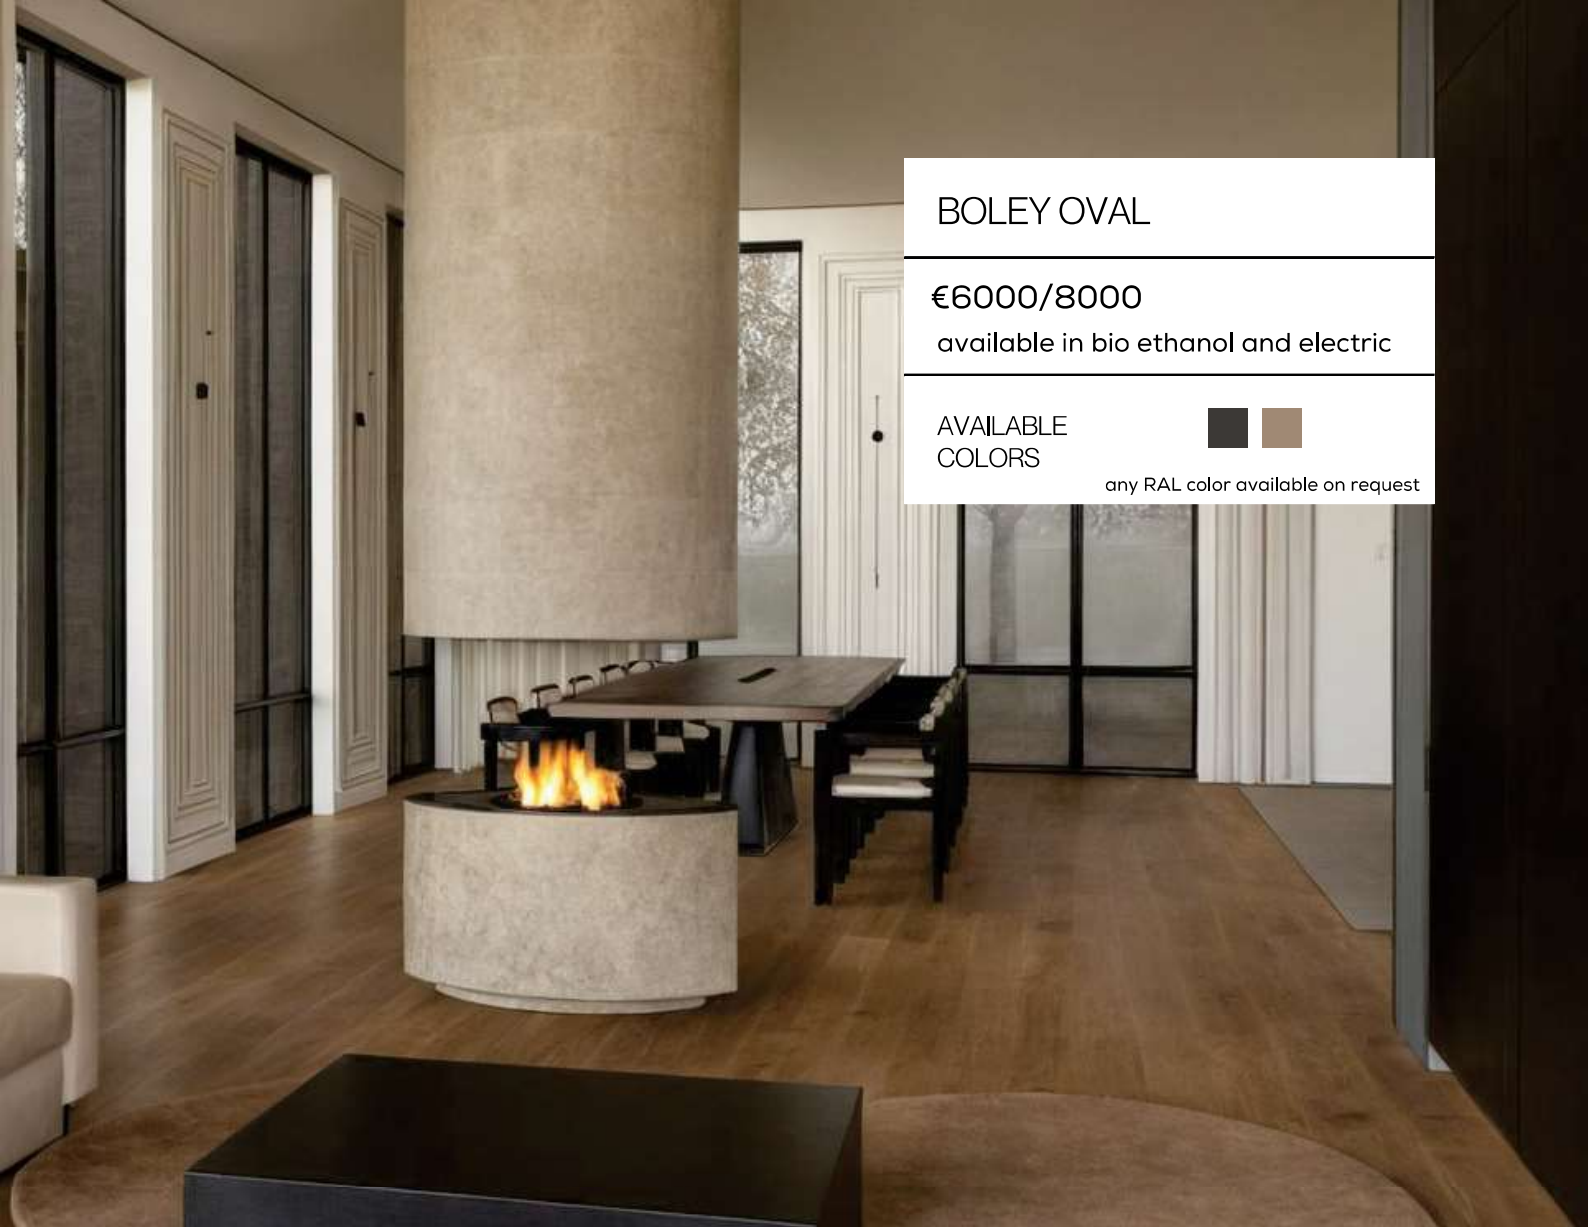 BOLEY OVAL
€6000/8000
available in bio ethanol and electric
AVAILABLE
COLORS
any RAL color available on request